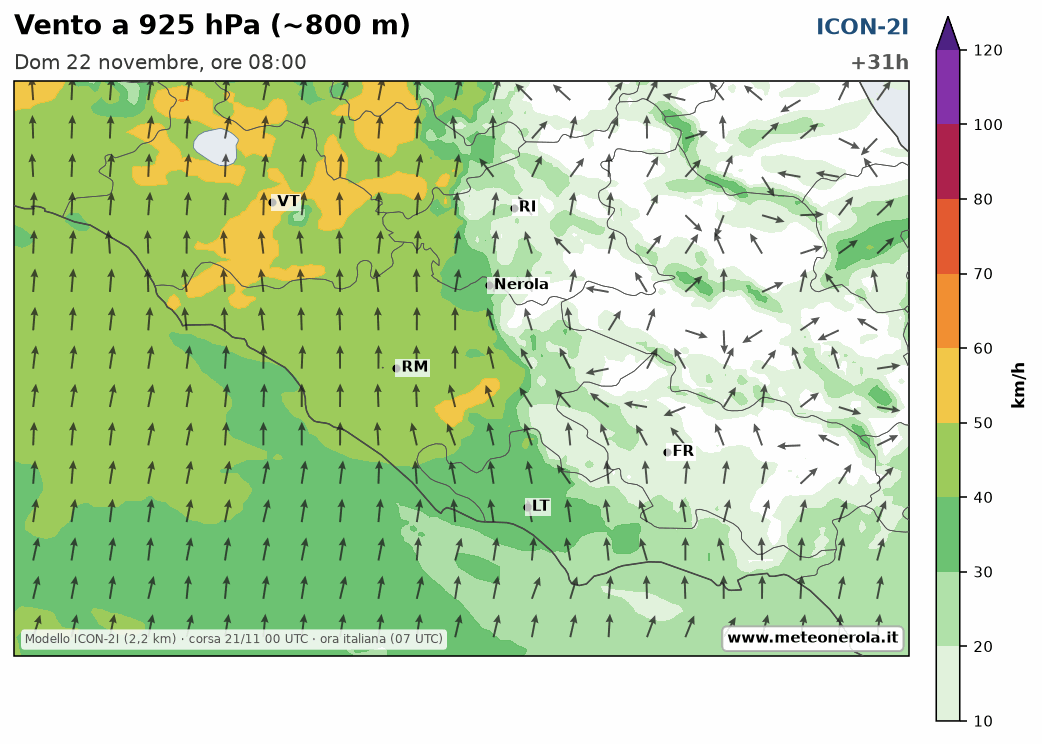 Vento a 925 hPa (~800 m)
ICON-2I
Dom 22 novembre, ore 08:00
+31h
VT
RI
Nerola
RM
FR
LT
Modello ICON-2I (2,2 km) · corsa 21/11 00 UTC · ora italiana (07 UTC)
www.meteonerola.it
120
100
80
70
60
50
40
30
20
10
km/h